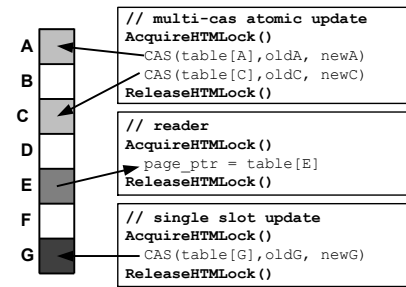 A
B
C
D
E
F
G
// multi-cas atomic update
AcquireHTMLock()
CAS(table[A],oldA, newA)
CAS(table[C],oldC, newC)
ReleaseHTMLock()
// reader
AcquireHTMLock()
page_ptr = table[E]
ReleaseHTMLock()
// single slot update
AcquireHTMLock()
CAS(table[G],oldG, newG)
ReleaseHTMLock()